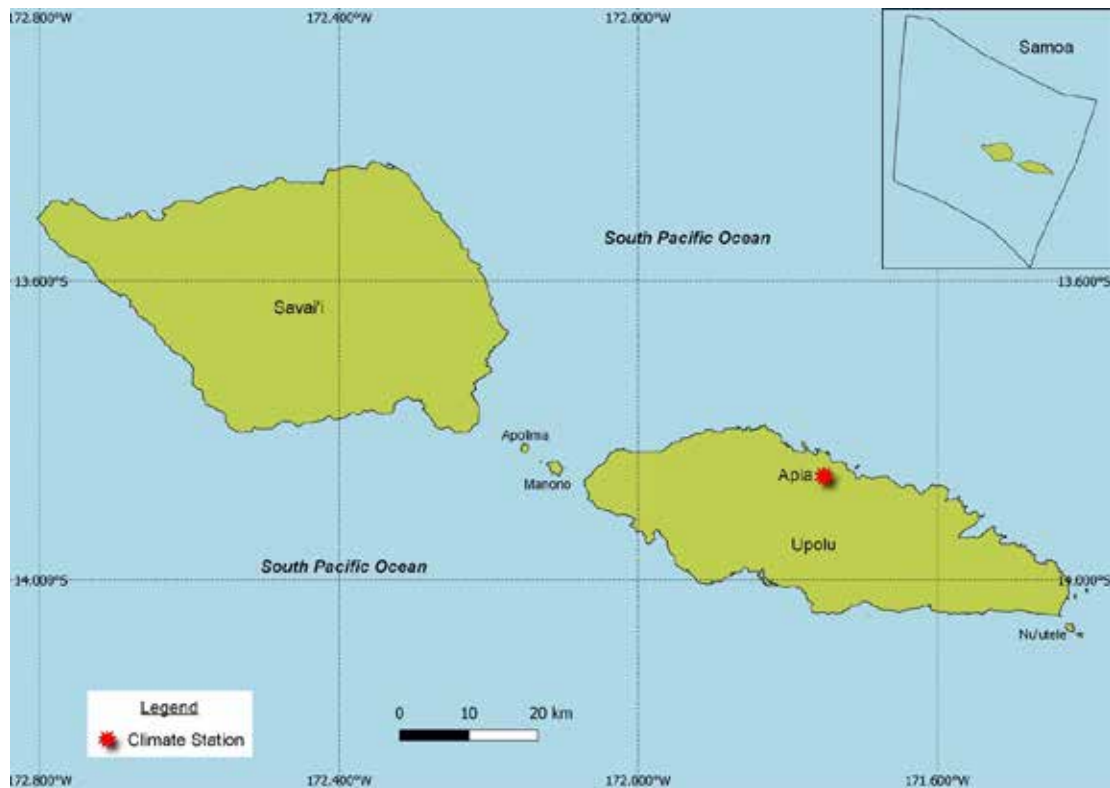 172.800°W
172.400°W
172.000°W
Samoa
South Pacific Ocean
13.600°S
13.600°S
Savai'i
Apolima
Manono
Apia
Upolu
South Pacific Ocean
14.000°S
14.000°S
Nu'utele
Legend
Climate Station
0 10 20 km
172.800°W
172.400°W
172.000°W
171.600°W